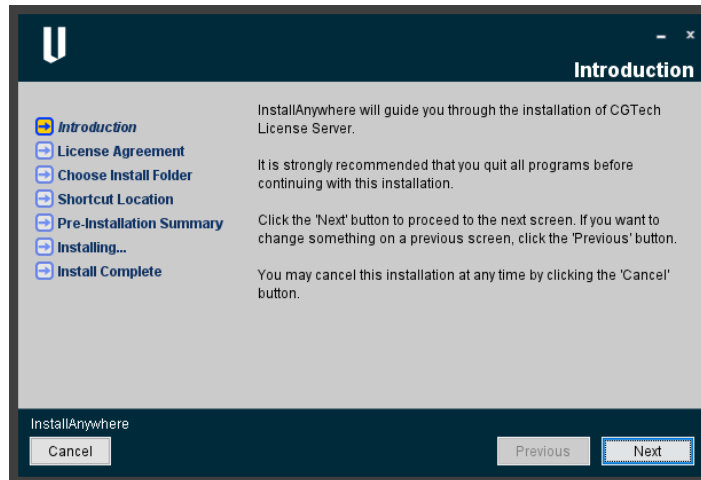 Introduction
Introduction
License Agreement
Choose Install Folder
Shortcut Location
Pre-Installation Summary
Installing...
Install Complete
InstallAnywhere will guide you through the installation of CGTech
License Server.
It is strongly recommended that you quit all programs before
continuing with this installation.
Click the 'Next' button to proceed to the next screen. If you want to
change something on a previous screen, click the 'Previous' button.
You may cancel this installation at any time by clicking the 'Cancel'
button.
InstallAnywhere
Cancel
Previous
Next